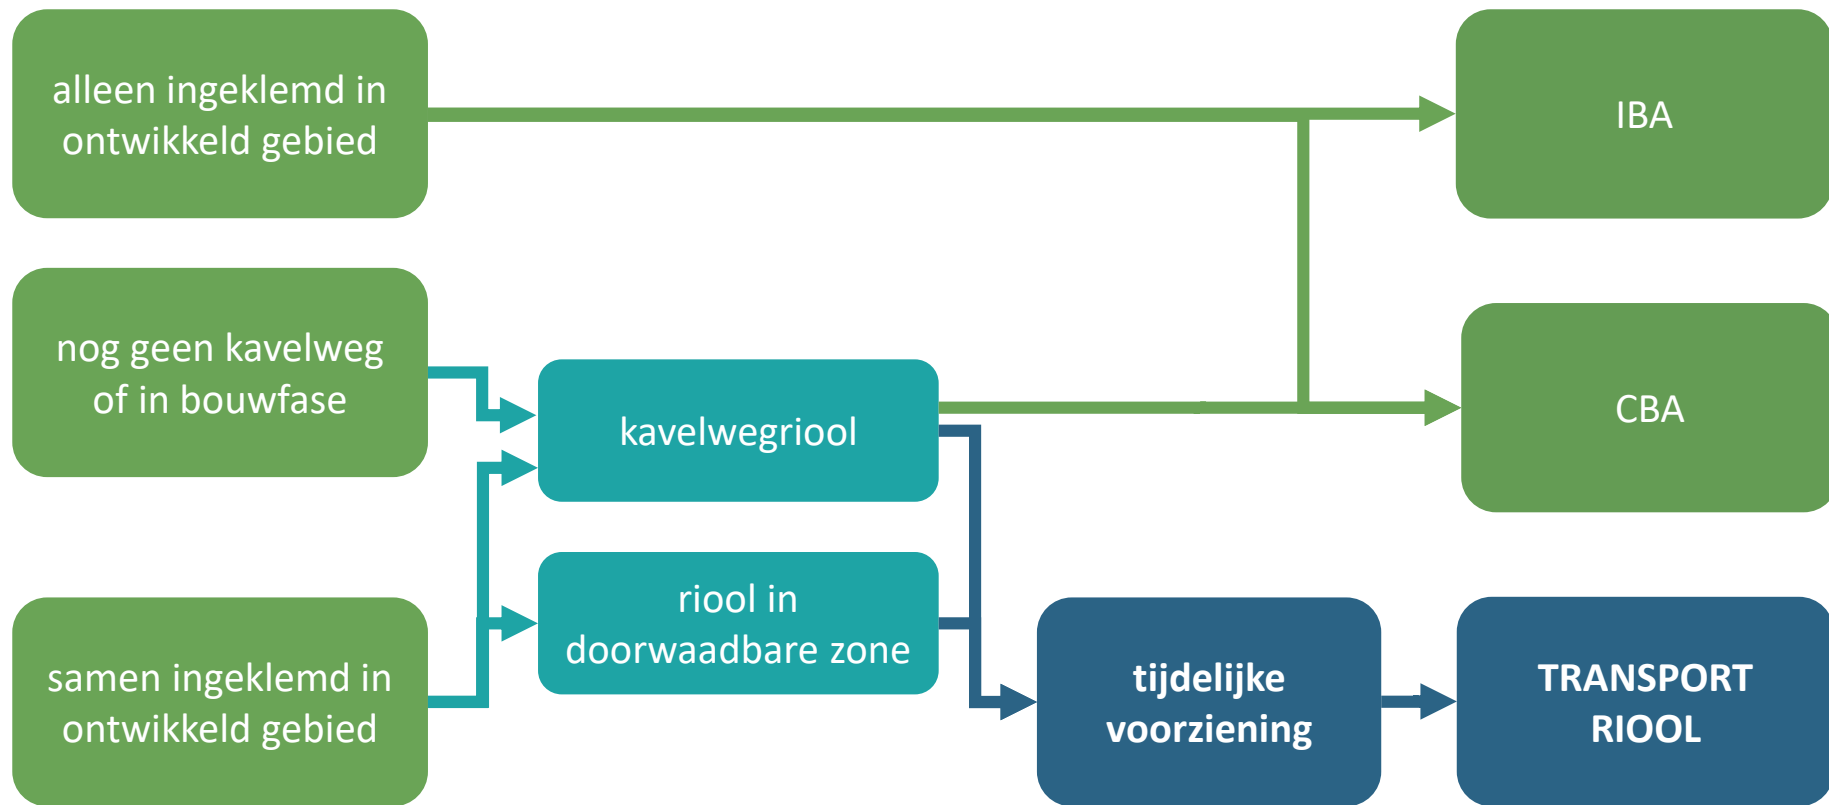 alleen ingeklemd in
ontwikkeld gebied
IBA
nog geen kavelweg
of in bouwfase
kavelwegriool
CBA
riool in
doorwaadbare zone
samen ingeklemd in
ontwikkeld gebied
tijdelijke
voorziening
TRANSPORT
RIOOL